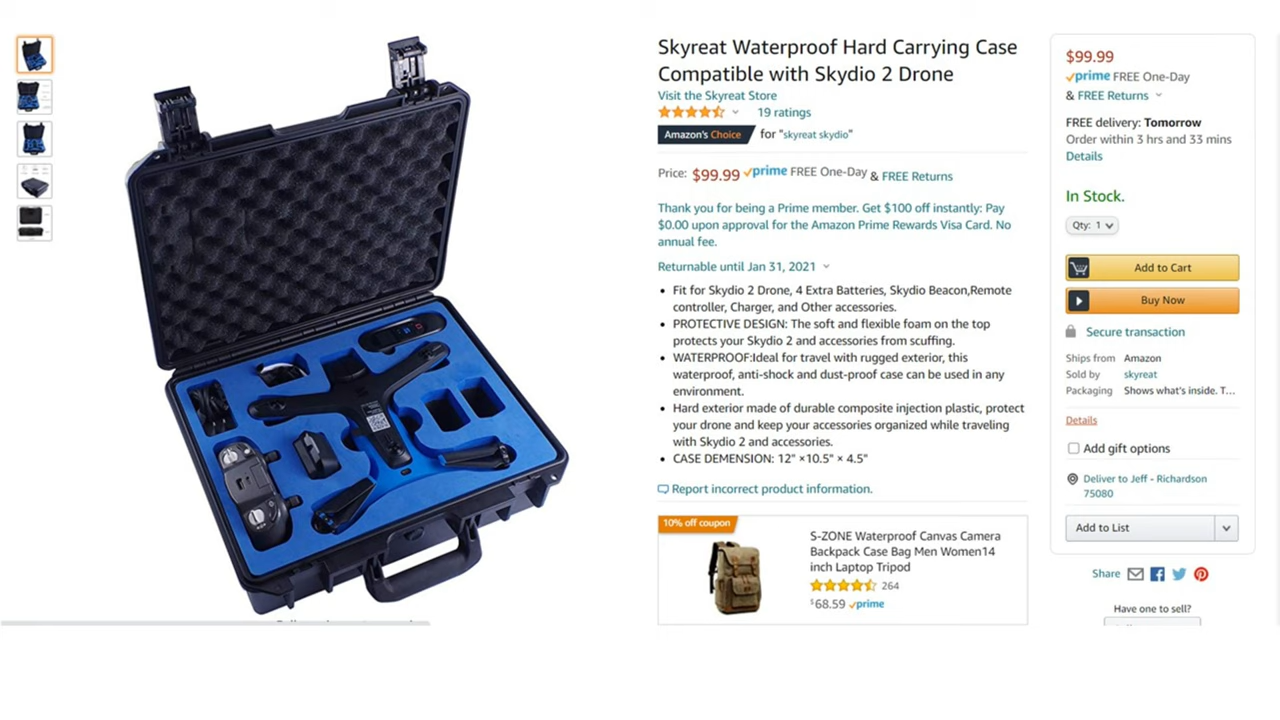 Skyreat Waterproof Hard Carrying Case
Compatible with Skydio 2 Drone
Visit the Skyreat Store
19 ratings
Amazon's Choice for "skyreat skydio"
Price: $99.99 prime FREE One-Day & FREE Returns
Thank you for being a Prime member. Get $100 off instantly: Pay
$0.00 upon approval for the Amazon Prime Rewards Visa Card. No
annual fee.
Returnable until Jan 31, 2021
• Fit for Skydio 2 Drone, 4 Extra Batteries, Skydio Beacon,Remote
controller, Charger, and Other accessories.
• PROTECTIVE DESIGN: The soft and flexible foam on the top
protects your Skydio 2 and accessories from scuffing.
• WATERPROOF:Ideal for travel with rugged exterior, this
waterproof, anti-shock and dust-proof case can be used in any
environment.
• Hard exterior made of durable composite injection plastic, protect
your drone and keep your accessories organized while traveling
with Skydio 2 and accessories.
• CASE DEMENSION: 12" ×10.5" × 4.5"
Report incorrect product information.
10% off coupon
S-ZONE Waterproof Canvas Camera
Backpack Case Bag Men Women14
inch Laptop Tripod
264
$68.59 prime
$99.99
prime FREE One-Day
& FREE Returns
FREE delivery: Tomorrow
Order within 3 hrs and 33 mins
Details
In Stock.
Qty: 1
Add to Cart
Buy Now
Secure transaction
Ships from Amazon
Sold by skyreat
Packaging Shows what's inside. T...
Details
Add gift options
Deliver to Jeff - Richardson
75080
Add to List
Share
Have one to sell?